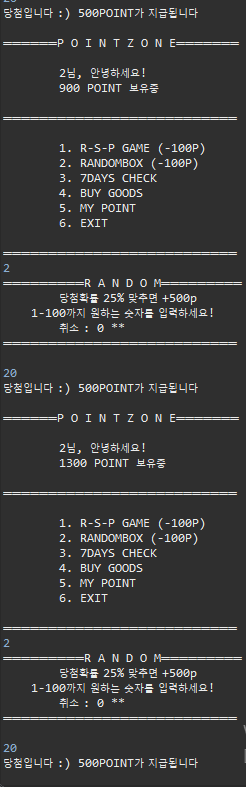 당첨입니다 :) 500POINT가 지급됩니다
═══════P O I N T Z O N E════════
2님, 안녕하세요!
900 POINT 보유중
══════════════════════════════
1. R-S-P GAME (-100P)
2. RANDOMBOX (-100P)
3. 7DAYS CHECK
4. BUY GOODS
5. MY POINT
6. EXIT
══════════════════════════════
2
══════════R A N D O M══════════
당첨확률 25% 맞추면 +500p
1-100까지 원하는 숫자를 입력하세요!
취소 : 0 **
══════════════════════════════
20
당첨입니다 :) 500POINT가 지급됩니다
═══════P O I N T Z O N E════════
2님, 안녕하세요!
1300 POINT 보유중
══════════════════════════════
1. R-S-P GAME (-100P)
2. RANDOMBOX (-100P)
3. 7DAYS CHECK
4. BUY GOODS
5. MY POINT
6. EXIT
══════════════════════════════
2
══════════R A N D O M══════════
당첨확률 25% 맞추면 +500p
1-100까지 원하는 숫자를 입력하세요!
취소 : 0 **
══════════════════════════════
20
당첨입니다 :) 500POINT가 지급됩니다